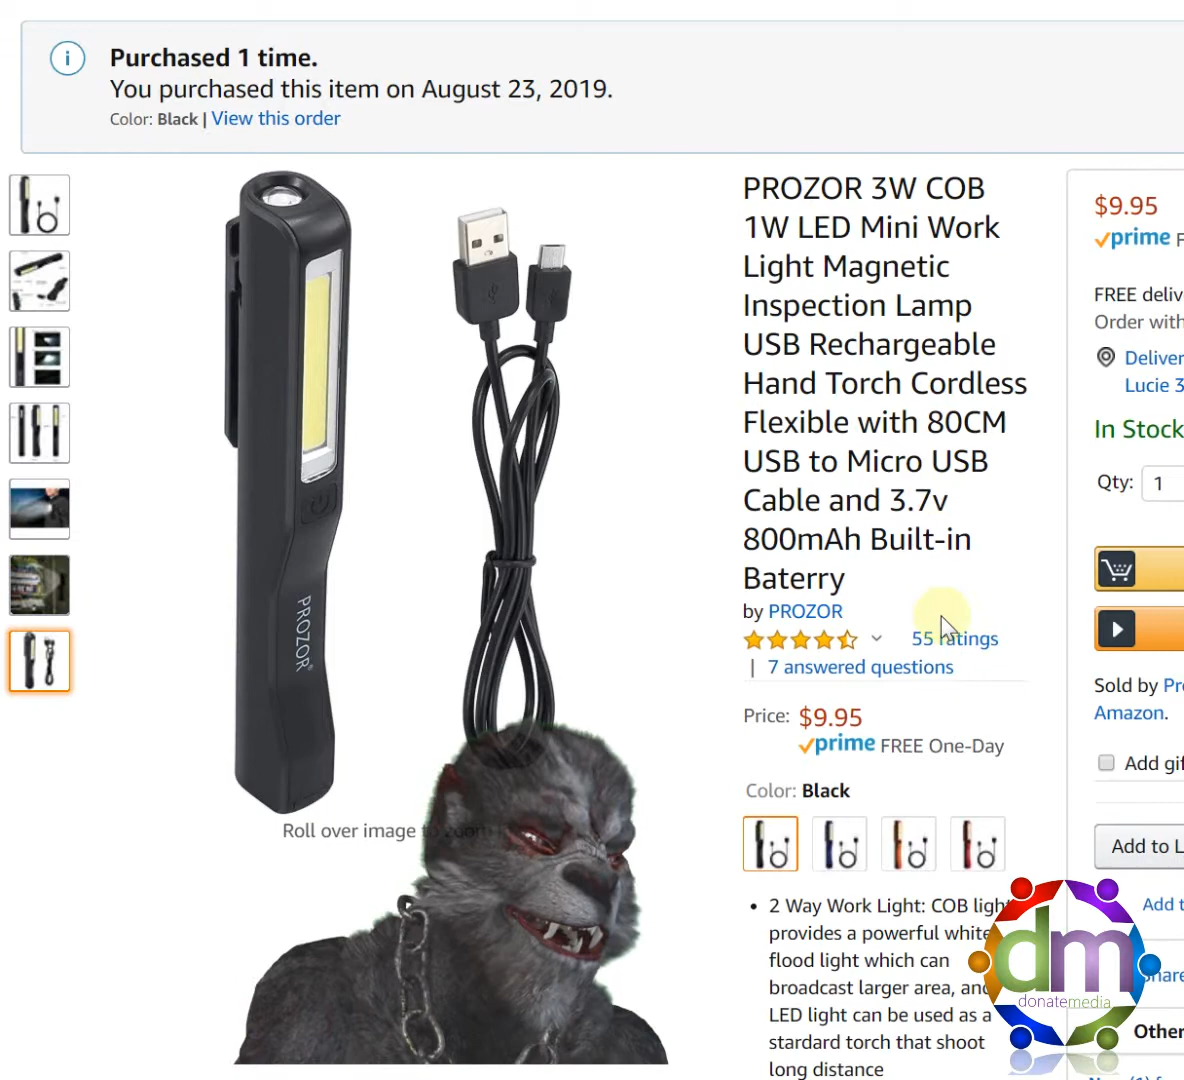 Purchased 1 time.
You purchased this item on August 23, 2019.
Color: Black | View this order
PROZOR
Roll over image to zoom
PROZOR 3W COB
1W LED Mini Work
Light Magnetic
Inspection Lamp
USB Rechargeable
Hand Torch Cordless
Flexible with 80CM
USB to Micro USB
Cable and 3.7v
800mAh Built-in
Baterry
by PROZOR
55 ratings
| 7 answered questions
Price: $9.95
prime FREE One-Day
Color: Black
• 2 Way Work Light: COB light
provides a powerful white
flood light which can
broadcast larger area, and
LED light can be used as a
stardard torch that shoot
long distance
$9.95
prime F
FREE deliv
Order with
Deliver
Lucie 3
In Stock
Qty: 1
Sold by Pr
Amazon.
Add gif
Add to L
Add t
Share
Other
dm
donatemedia